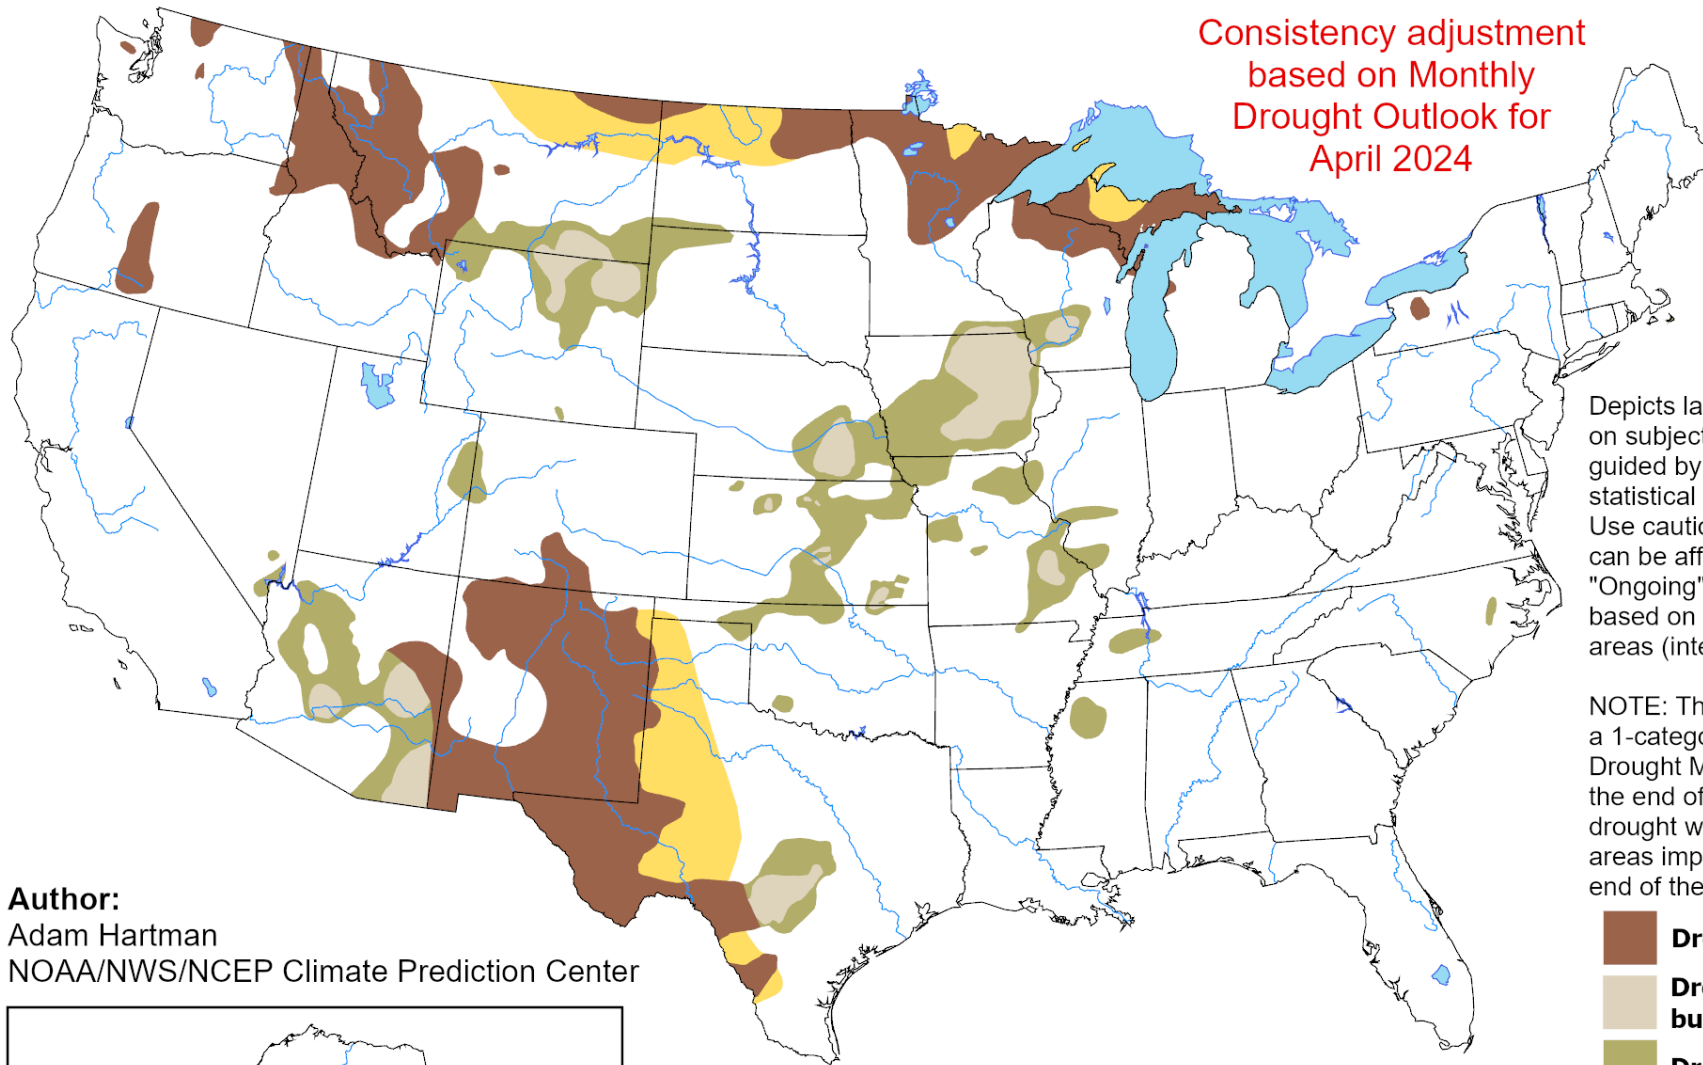 Consistency adjustment
based on Monthly
Drought Outlook for
April 2024
Depicts la
on subject
guided by
statistical
Use cautio
can be aff
"Ongoing"
based on
areas (inte
NOTE: Th
a 1-catego
Drought M
the end of
drought w
areas imp
end of the
Author:
Adam Hartman
NOAA/NWS/NCEP Climate Prediction Center
Dr
Dr
bu